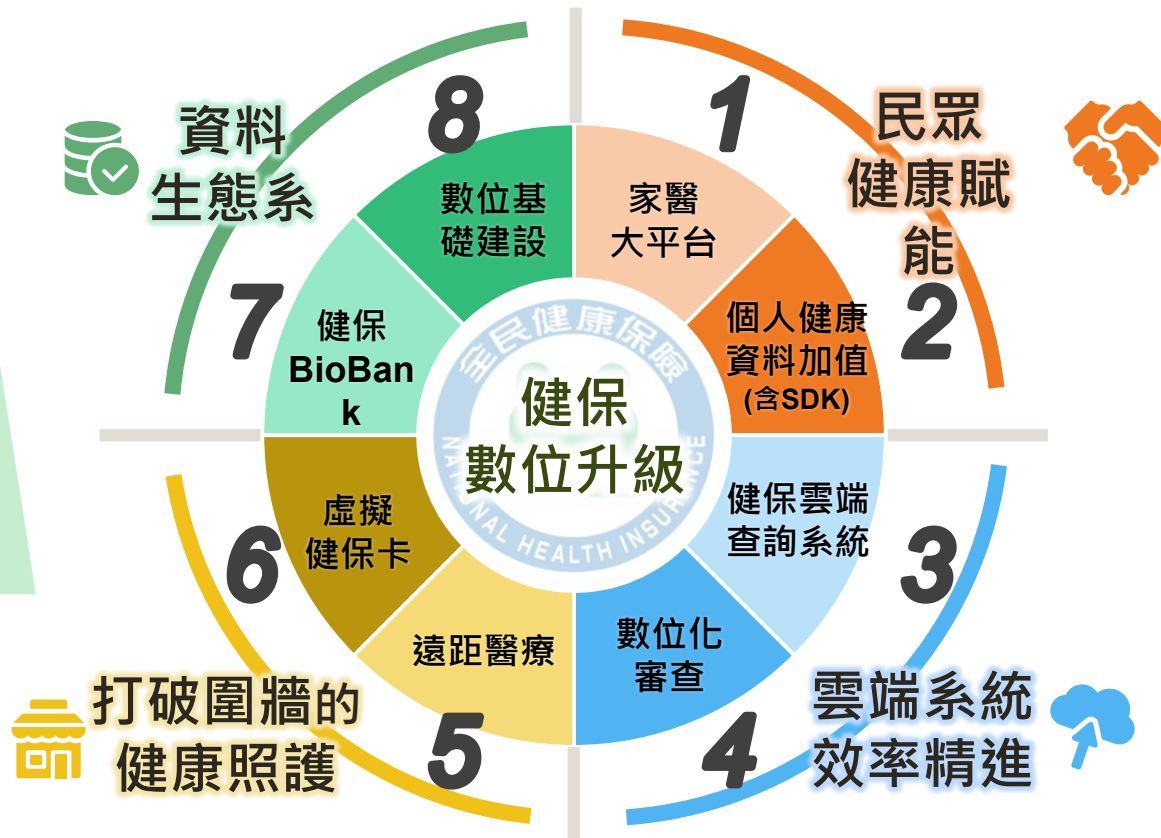 8
1
資料
生態系
民眾
健康賦
能
數位基
礎建設
家醫
大平台
7
2
健保
BioBan
k
個人健康
資料加值
(含SDK)
全民健康保險
健保
數位升級
NATIONAL HEALTH INSURANCE
虛擬
健保卡
健保雲端
查詢系統
6
3
遠距醫療
數位化
審查
打破圍牆的
健康照護
5
4
雲端系統
效率精進